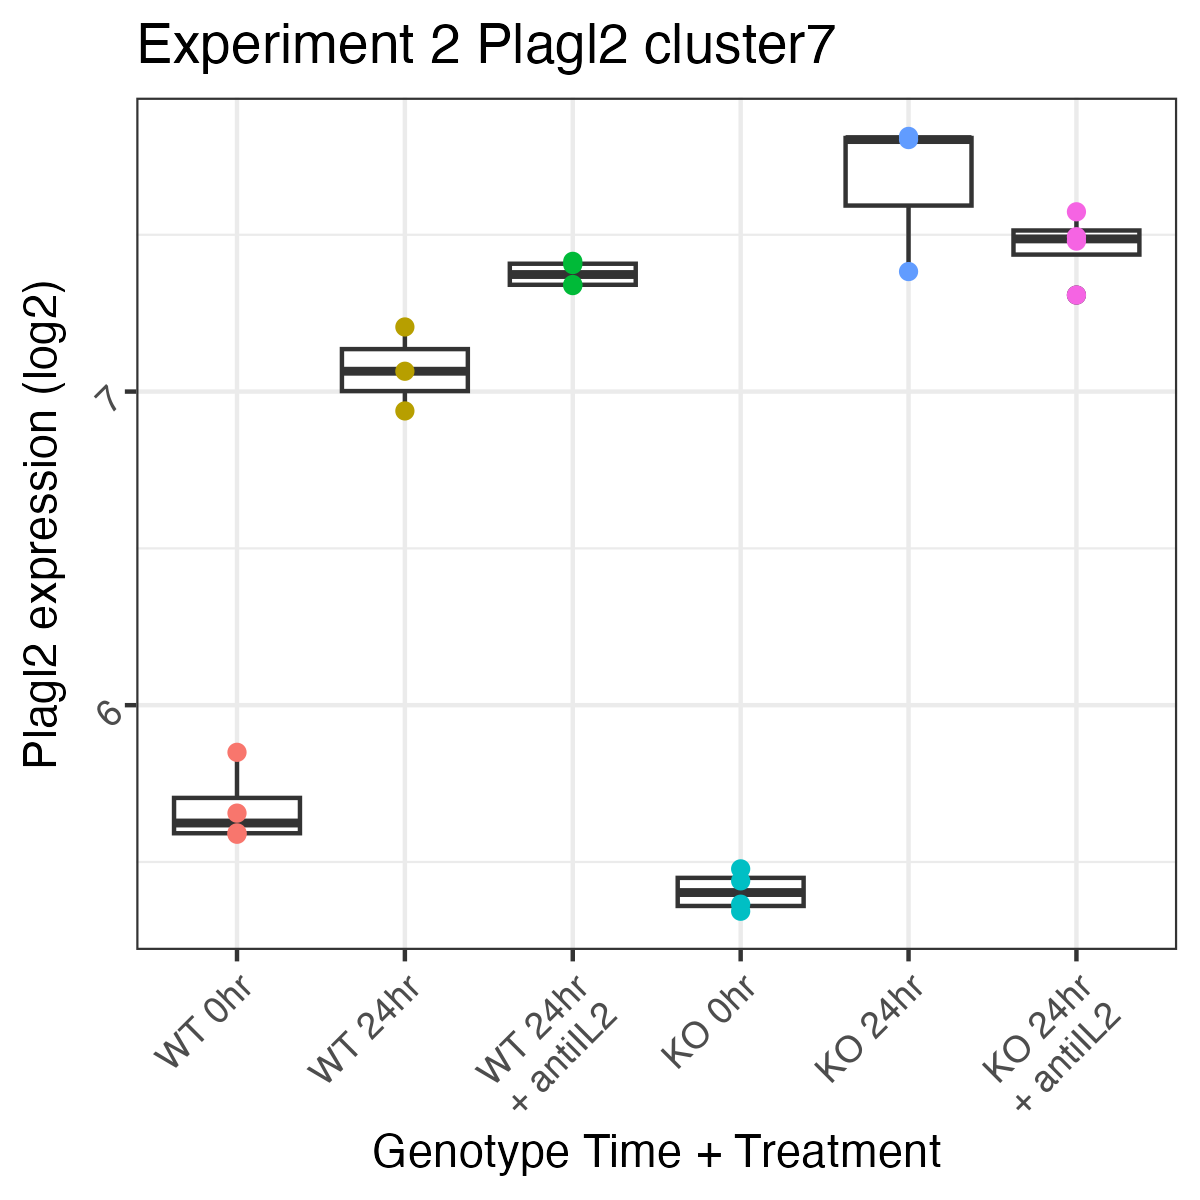 Experiment 2 Plagl2 cluster7
Plagl2 expression (log2)
7
6
WT 0hr
WT 24hr
WT 24hr
+ antiIL2
KO 0hr
KO 24hr
KO 24hr
+ antiIL2
Genotype Time + Treatment